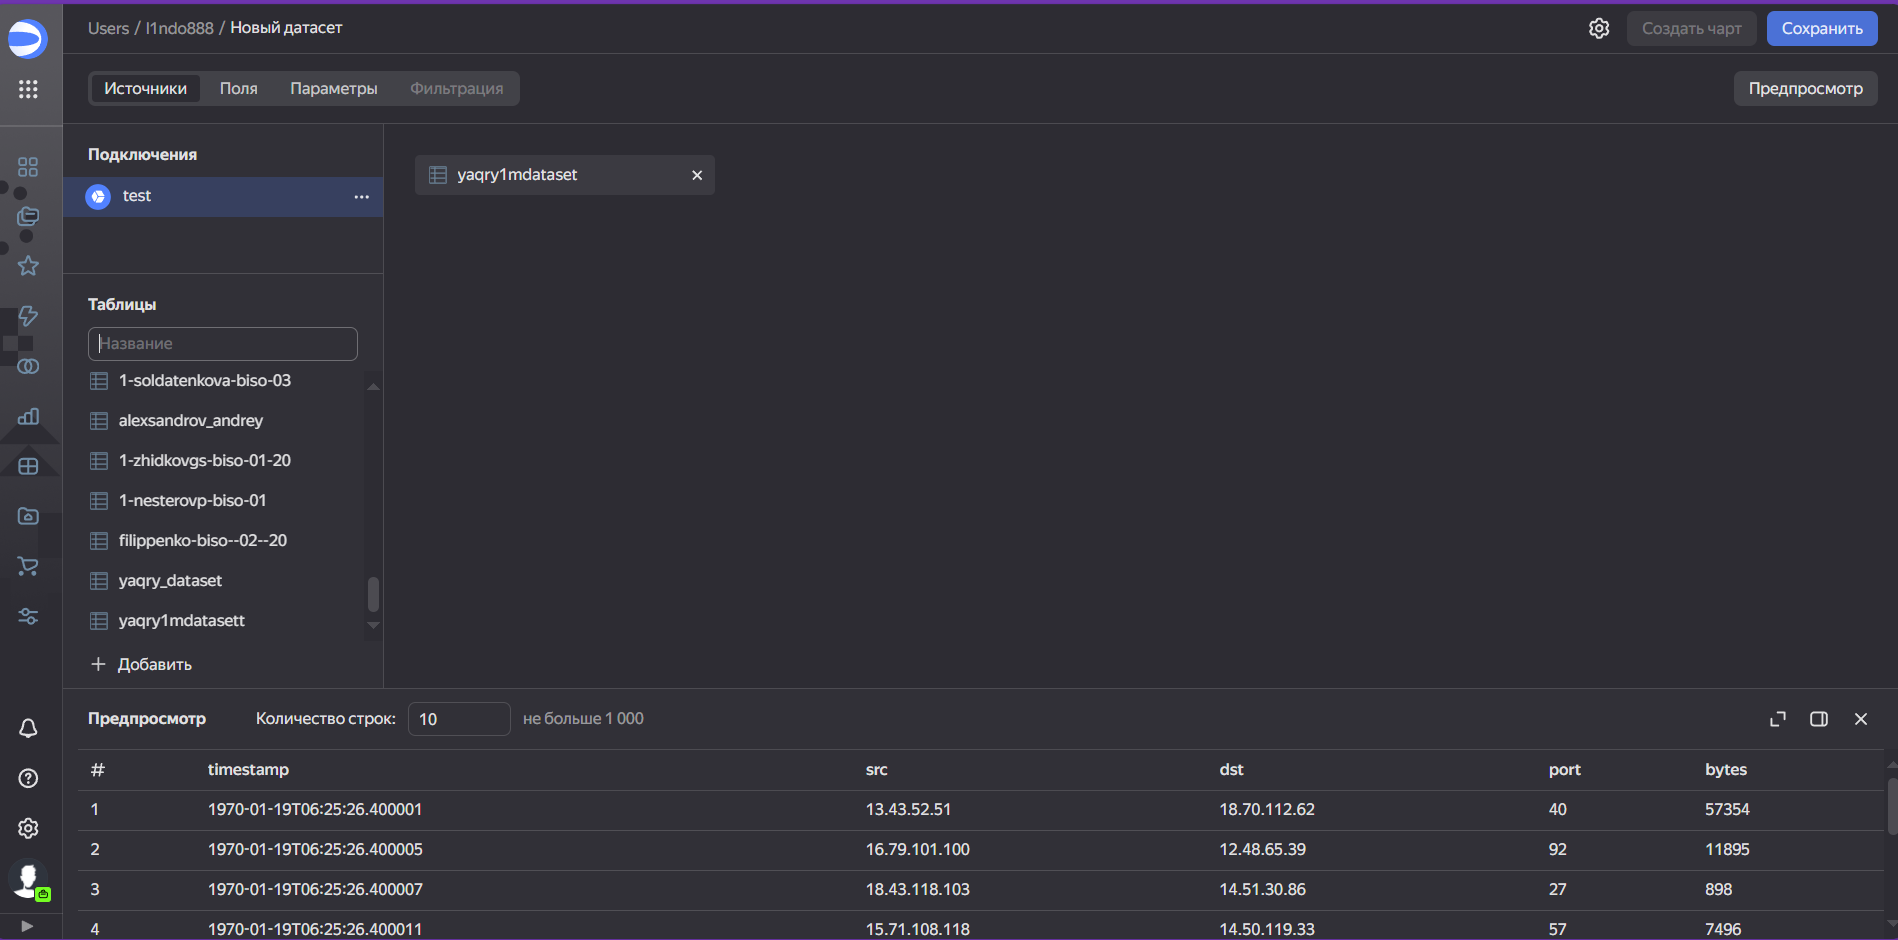 Users / l1ndo888 / Новый датасет
Создать чарт
Сохранить
Источники
Поля
Параметры
Фильтрация
Предпросмотр
Подключения
test
yaqry1mdataset
Таблицы
Название
1-soldatenkova-biso-03
alexsandrov_andrey
1-zhidkovgs-biso-01-20
1-nesterovp-biso-01
filippenko-biso--02--20
yaqry_dataset
yaqry1mdatasett
+ Добавить
Предпросмотр Количество строк: 10 не больше 1 000
# timestamp src dst port bytes
1 1970-01-19T06:25:26.400001 13.43.52.51 18.70.112.62 40 57354
2 1970-01-19T06:25:26.400005 16.79.101.100 12.48.65.39 92 11895
3 1970-01-19T06:25:26.400007 18.43.118.103 14.51.30.86 27 898
4 1970-01-19T06:25:26.400011 15.71.108.118 14.50.119.33 57 7496